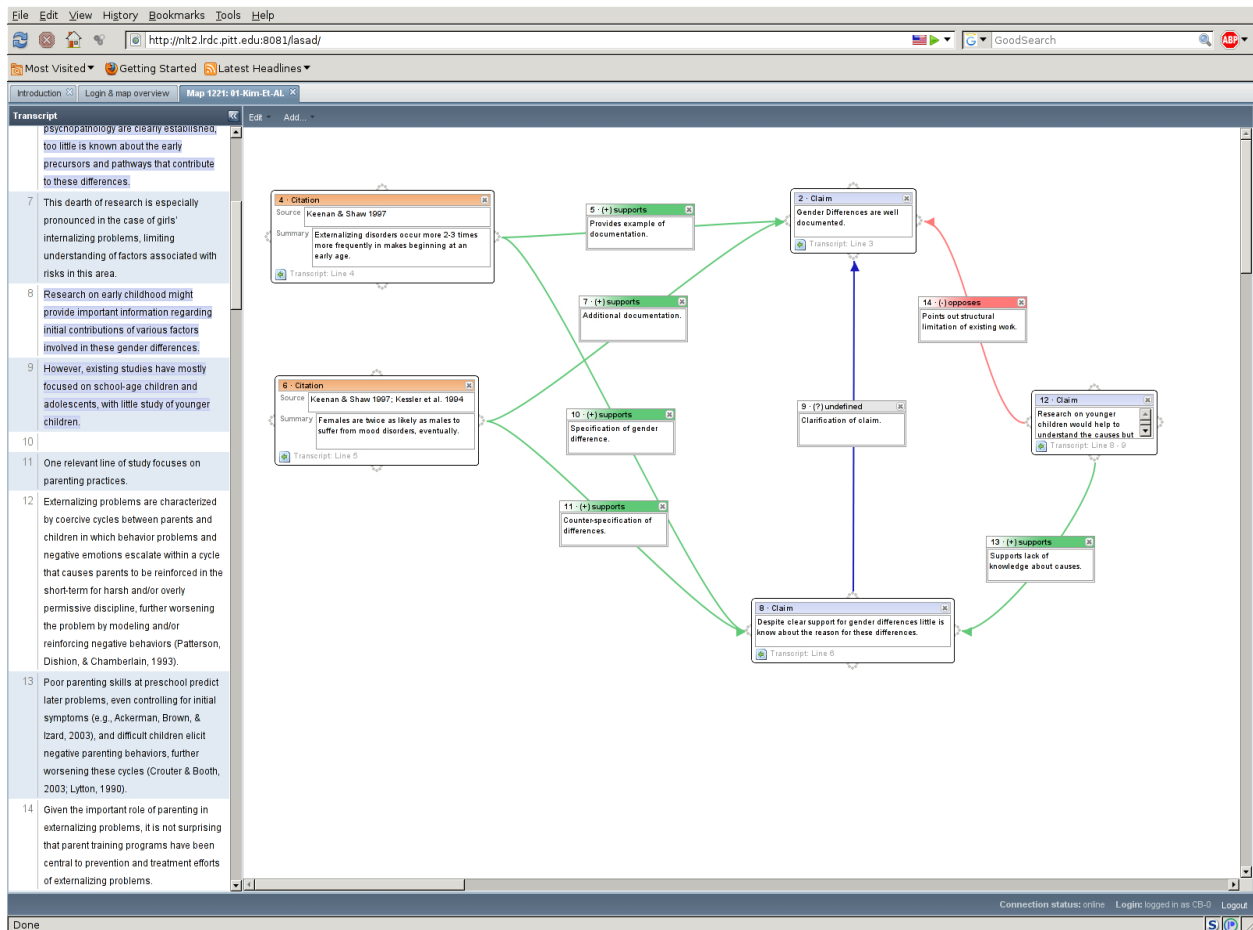 File Edit View History Bookmarks Tools Help
http://nlt2.lrdc.pitt.edu:8081/lasad/
G GoodSearch
ABP
Most Visited Getting Started Latest Headlines
Introduction Login & map overview Map 1221: 01-Kim-Et-AL
Transcript
Edit Add...
psychopathology are clearly established,
too little is known about the early
precursors and pathways that contribute
to these differences.
7 This dearth of research is especially
pronounced in the case of girls'
internalizing problems, limiting
understanding of factors associated with
risks in this area.
8 Research on early childhood might
provide important information regarding
initial contributions of various factors
involved in these gender differences.
9 However, existing studies have mostly
focused on school-age children and
adolescents, with little study of younger
children.
10
11 One relevant line of study focuses on
parenting practices.
12 Externalizing problems are characterized
by coercive cycles between parents and
children in which behavior problems and
negative emotions escalate within a cycle
that causes parents to be reinforced in the
short-term for harsh and/or overly
permissive discipline, further worsening
the problem by modeling and/or
reinforcing negative behaviors (Patterson,
Dishion, & Chamberlain, 1993).
13 Poor parenting skills at preschool predict
later problems, even controlling for initial
symptoms (e.g., Ackerman, Brown, &
Izard, 2003), and difficult children elicit
negative parenting behaviors, further
worsening these cycles (Crouter & Booth,
2003; Lytton, 1990).
14 Given the important role of parenting in
externalizing problems, it is not surprising
that parent training programs have been
central to prevention and treatment efforts
of externalizing problems.
4 · Citation
Source Keenan & Shaw 1997
Summary Externalizing disorders occur more 2-3 times
more frequently in makes beginning at an
early age.
Transcript: Line 4
5 · (+) supports
Provides example of
documentation.
2 · Claim
Gender Differences are well
documented.
Transcript: Line 3
7 · (+) supports
Additional documentation.
14 · (-) opposes
Points out structural
limitation of existing work.
6 · Citation
Source Keenan & Shaw 1997; Kessler et al. 1994
Summary Females are twice as likely as males to
suffer from mood disorders, eventually.
Transcript: Line 5
10 · (+) supports
Specification of gender
difference.
9 · (?) undefined
Clarification of claim.
12 · Claim
Research on younger
children would help to
understand the causes but
Transcript: Line 8 - 9
11 · (+) supports
Counter-specification of
differences.
13 · (+) supports
Supports lack of
knowledge about causes.
8 · Claim
Despite clear support for gender differences little is
know about the reason for these differences.
Transcript: Line 6
Connection status: online Login: logged in as CB-0 Logout
Done
S